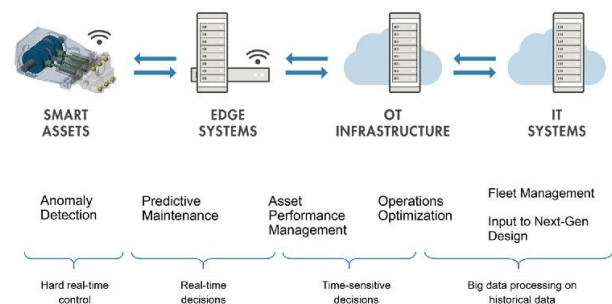 SMART
ASSETS
EDGE
SYSTEMS
OT
INFRASTRUCTURE
IT
SYSTEMS
Anomaly
Detection
Predictive
Maintenance
Asset
Performance
Management
Operations
Optimization
Fleet Management
Input to Next-Gen
Design
Hard real-time
control
Real-time
decisions
Time-sensitive
decisions
Big data processing on
historical data